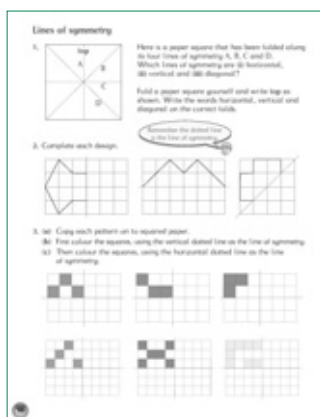 Lines of symmetry
1.
top
A
B
C
D
Here is a paper square that has been folded along
its four lines of symmetry A, B, C and D.
Which lines of symmetry are (i) horizontal,
(ii) vertical and (iii) diagonal?
Fold a paper square yourself and write top as
shown. Write the words horizontal, vertical and
diagonal on the correct folds.
Remember the dotted line
is the line of symmetry.
2. Complete each design.
3. (a) Copy each pattern on to squared paper.
(b) First colour the squares, using the vertical dotted line as the line of symmetry.
(c) Then colour the squares, using the horizontal dotted line as the line
of symmetry.